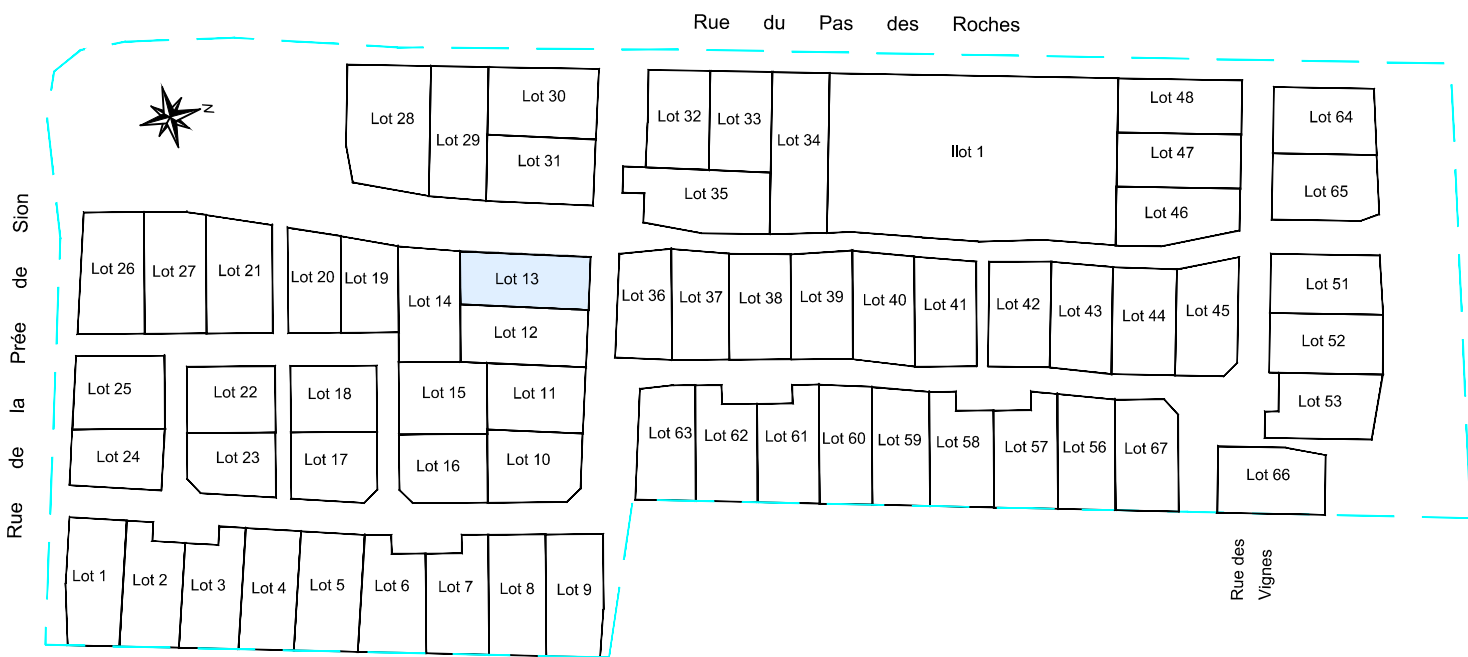 Rue du Pas des Roches
N
Rue de la Prée de Sion
Lot 28
Lot 29
Lot 30
Lot 31
Lot 32
Lot 33
Lot 34
Lot 35
Ilot 1
Lot 48
Lot 47
Lot 46
Lot 64
Lot 65
Lot 26
Lot 27
Lot 21
Lot 20
Lot 19
Lot 14
Lot 13
Lot 12
Lot 36
Lot 37
Lot 38
Lot 39
Lot 40
Lot 41
Lot 42
Lot 43
Lot 44
Lot 45
Lot 51
Lot 52
Lot 53
Lot 25
Lot 24
Lot 22
Lot 23
Lot 18
Lot 17
Lot 15
Lot 16
Lot 11
Lot 10
Lot 63
Lot 62
Lot 61
Lot 60
Lot 59
Lot 58
Lot 57
Lot 56
Lot 67
Lot 66
Lot 1
Lot 2
Lot 3
Lot 4
Lot 5
Lot 6
Lot 7
Lot 8
Lot 9
Rue des
Vignes